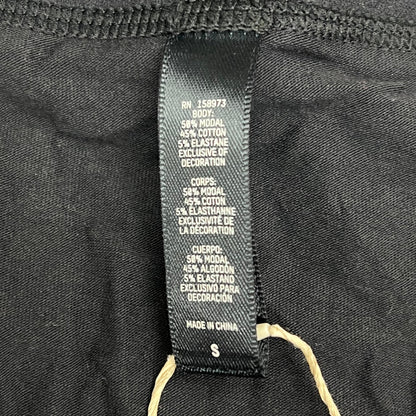 RN 158973
BODY:
50% MODAL
45% COTTON
5% ELASTANE
EXCLUSIVE OF
DECORATION
CORPS:
50% MODAL
45% COTON
5% ÉLASTHANNE
EXCLUSIVITÉ DE
LA DÉCORATION
CUERPO:
50% MODAL
45% ALGODÓN
5% ELASTANO
EXCLUSIVO PARA
DECORACIÓN
MADE IN CHINA
S